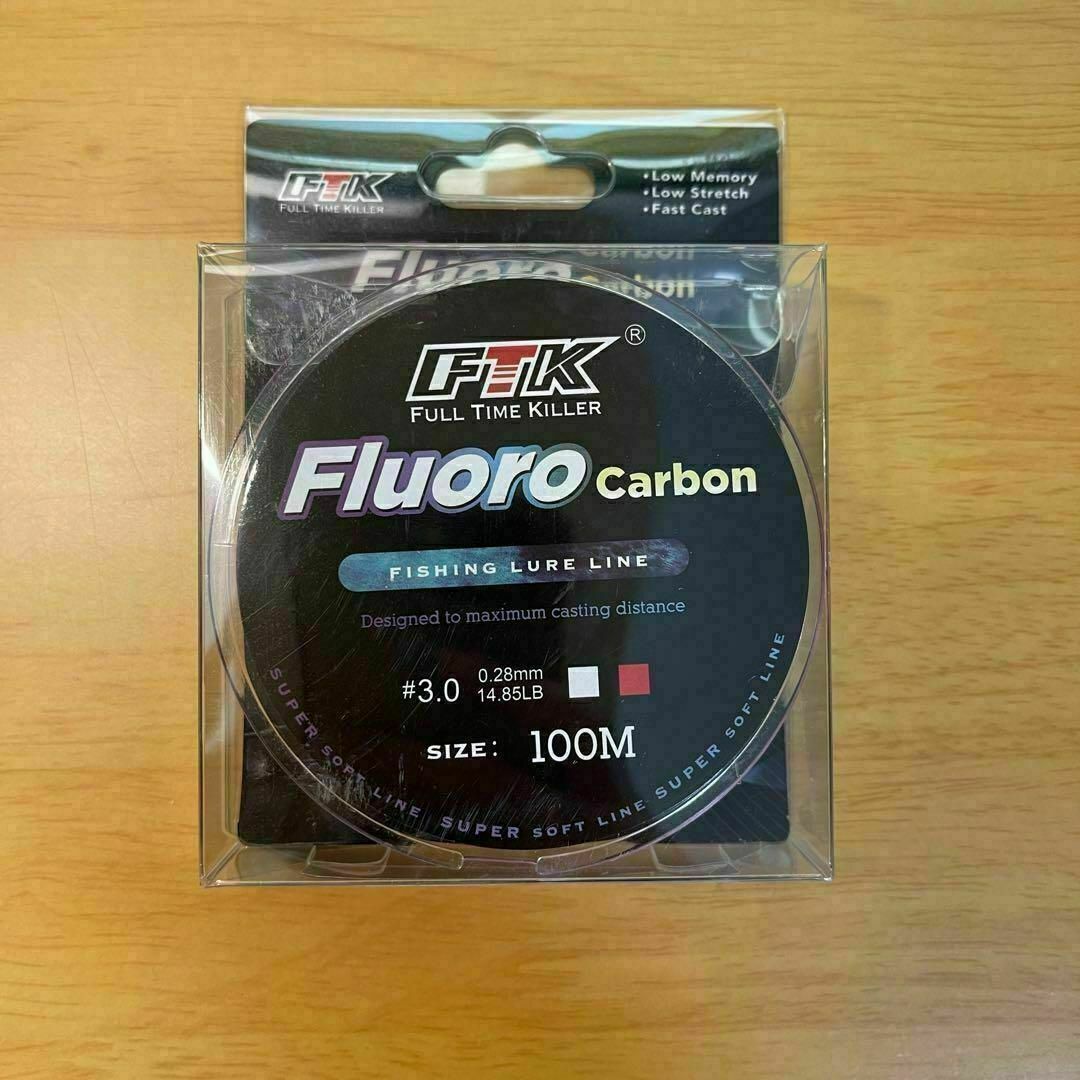 FTK
FULL TIME KILLER
•Low Memory
•Low Stretch
•Fast Cast
Fluoro Carbon
FTK ®
FULL TIME KILLER
Fluoro Carbon
FISHING LURE LINE
Designed to maximum casting distance
#3.0 0.28mm
14.85LB
SIZE: 100M
SUPER SOFT LINE SUPER SOFT LINE SUPER SOFT LINE